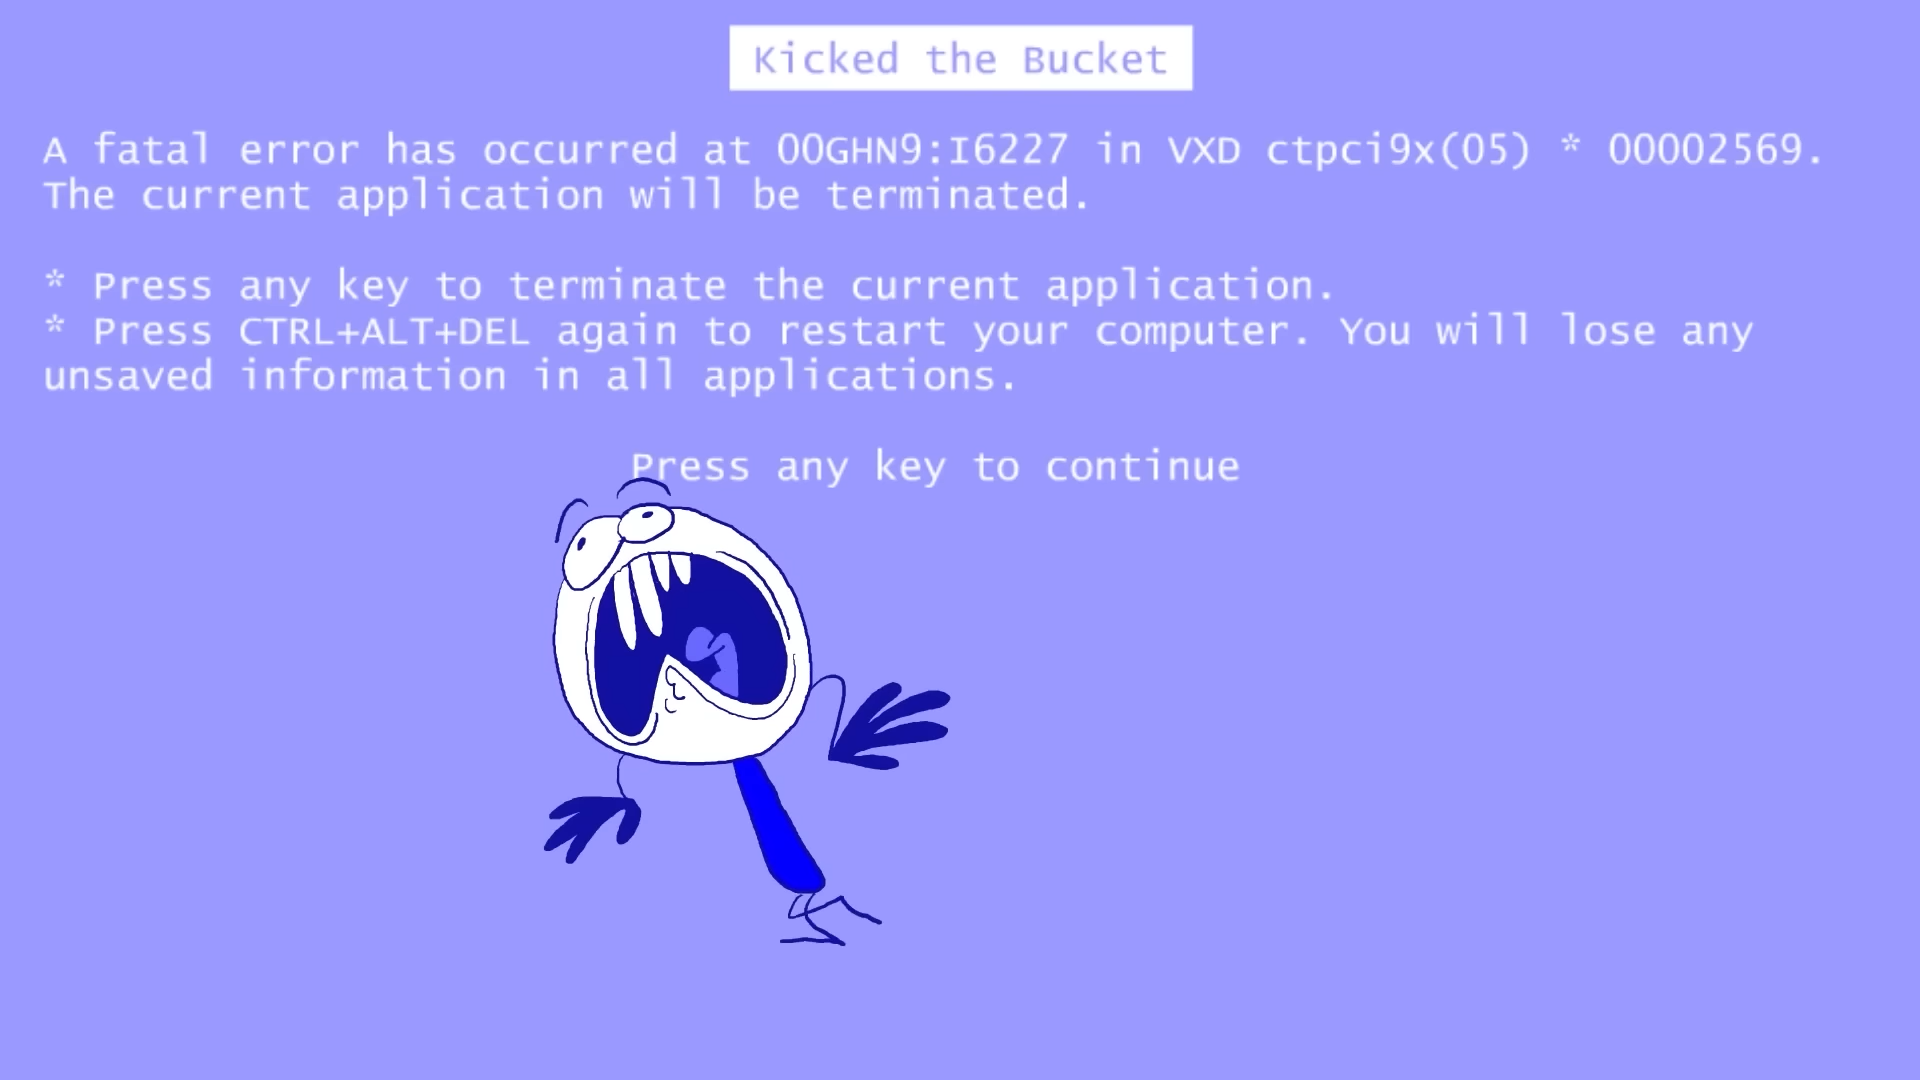 Kicked the Bucket
A fatal error has occurred at 00GHN9:I6227 in VXD ctpci9x(05) * 00002569.
The current application will be terminated.
* Press any key to terminate the current application.
* Press CTRL+ALT+DEL again to restart your computer. You will lose any
unsaved information in all applications.
Press any key to continue